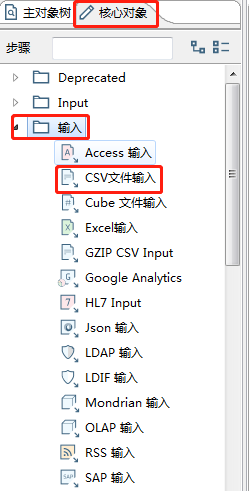 主对象树 核心对象
步骤
Deprecated
Input
输入
Access 输入
CSV文件输入
Cube 文件输入
Excel输入
GZIP CSV Input
Google Analytics
HL7 Input
Json 输入
LDAP 输入
LDIF 输入
Mondrian 输入
OLAP 输入
RSS 输入
SAP 输入